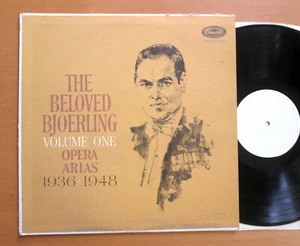 THE
BELOVED
BJOERLING
VOLUME ONE
OPERA
ARIAS
1936 1948